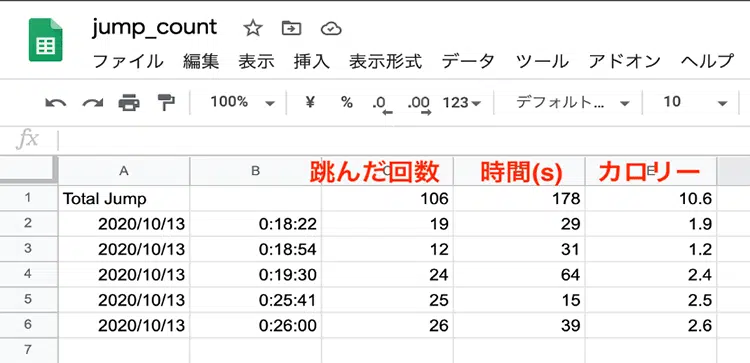 jump_count
ファイル 編集 表示 挿入 表示形式 データ ツール アドオン ヘルプ
100% ¥ % .0 .00 123 デフォルト... 10
fx
A B 跳んだ回数 時間(s) カロリー
1 Total Jump 106 178 10.6
2 2020/10/13 0:18:22 19 29 1.9
3 2020/10/13 0:18:54 12 31 1.2
4 2020/10/13 0:19:30 24 64 2.4
5 2020/10/13 0:25:41 25 15 2.5
6 2020/10/13 0:26:00 26 39 2.6
7